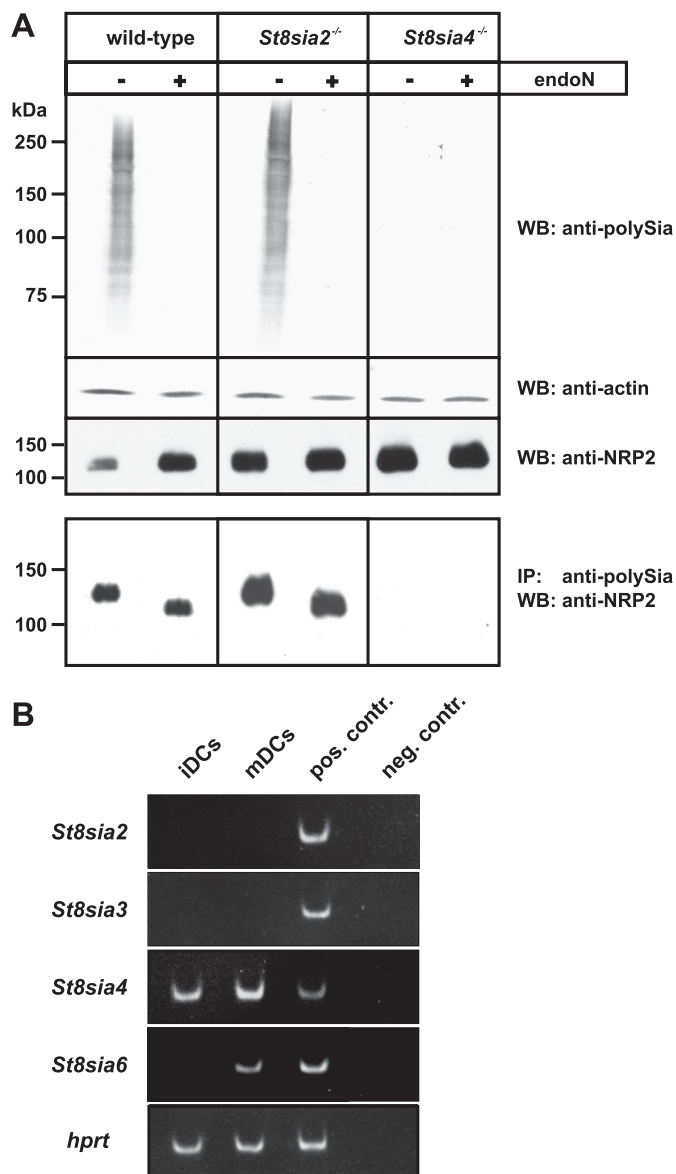 A
wild-type St8sia2-/- St8sia4-/-
- + - + - + endoN
kDa
250
150
100
75
WB: anti-polySia
WB: anti-actin
150
100
WB: anti-NRP2
150
100
IP: anti-polySia
WB: anti-NRP2
B
iDCs mDCs pos. contr. neg. contr.
St8sia2
St8sia3
St8sia4
St8sia6
hprt